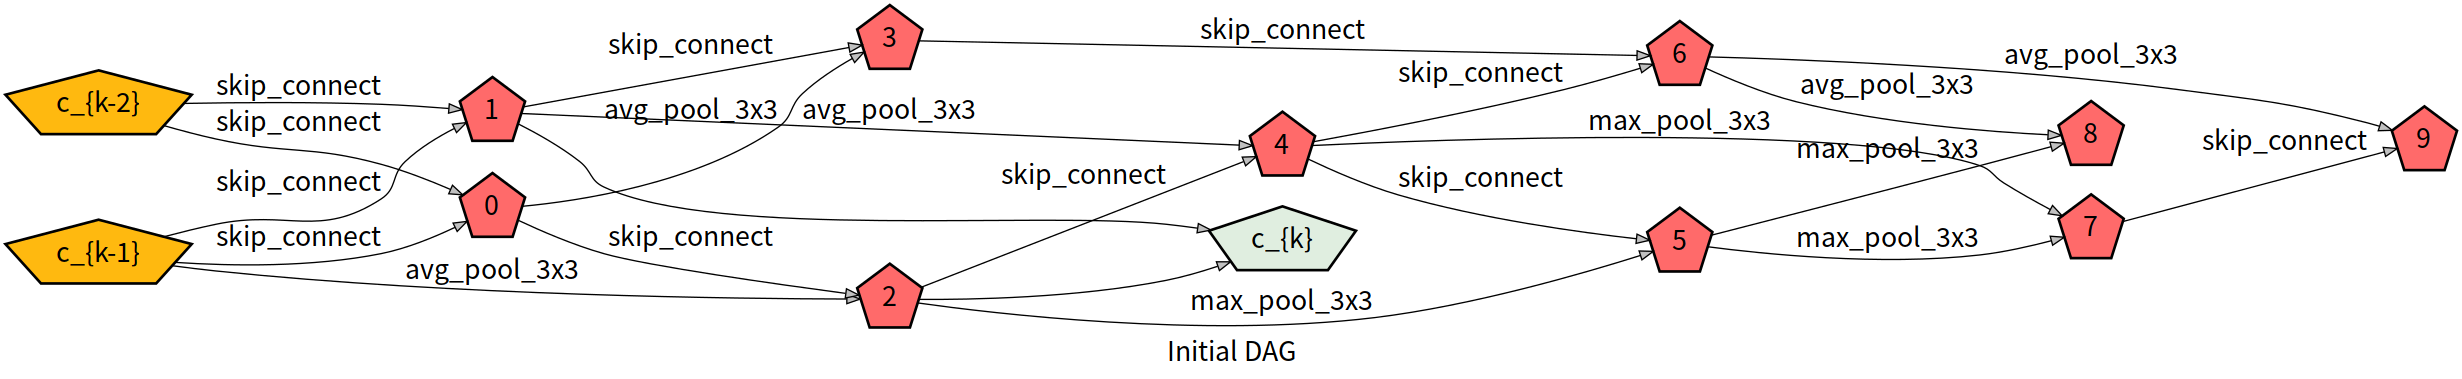 c_{k-2}
skip_connect
skip_connect
1
skip_connect
avg_pool_3x3
avg_pool_3x3
3
skip_connect
skip_connect
6
avg_pool_3x3
avg_pool_3x3
skip_connect
0
c_{k-1}
skip_connect
skip_connect
avg_pool_3x3
2
skip_connect
4
max_pool_3x3
skip_connect
c_{k}
max_pool_3x3
5
max_pool_3x3
max_pool_3x3
8
7
skip_connect
9
Initial DAG